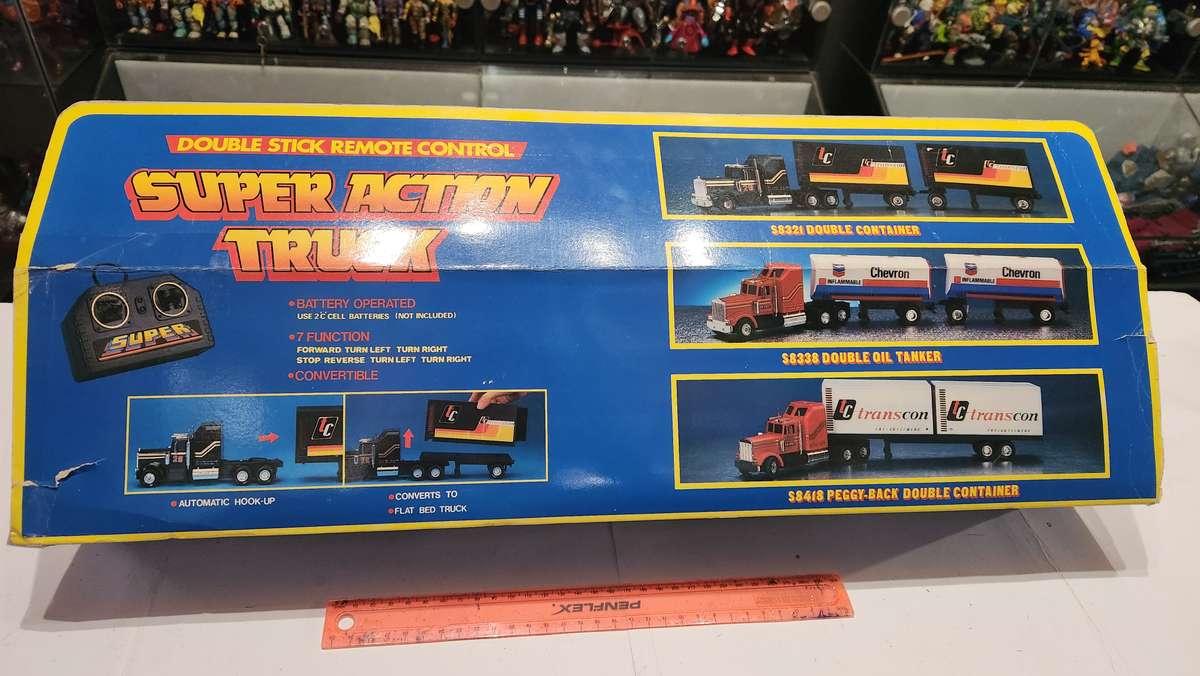 DOUBLE STICK REMOTE CONTROL
SUPER ACTION
TRUCK
SUPER
•BATTERY OPERATED
USE 2"C"CELL BATTERIES (NOT INCLUDED)
•7 FUNCTION
FORWARD TURN LEFT TURN RIGHT
STOP REVERSE TURN LEFT TURN RIGHT
•CONVERTIBLE
•AUTOMATIC HOOK-UP
•CONVERTS TO
•FLAT BED TRUCK
S8321 DOUBLE CONTAINER
Chevron
INFLAMMABLE
Chevron
INFLAMMABLE
S8338 DOUBLE OIL TANKER
transcon
transcon
S8418 PEGGY-BACK DOUBLE CONTAINER
PENFLEX